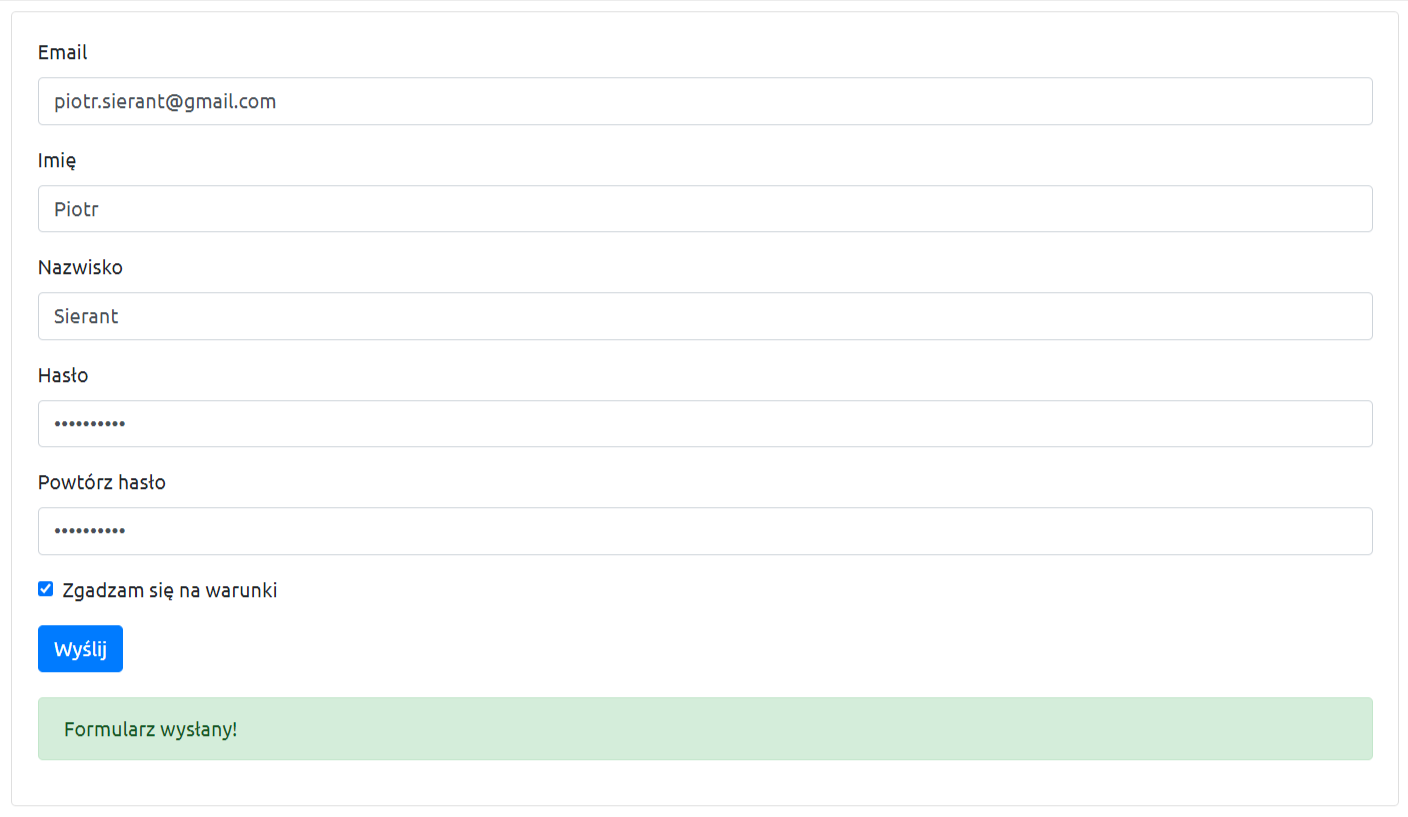 Email
piotr.sierant@gmail.com
Imię
Piotr
Nazwisko
Sierant
Hasło
••••••••••
Powtórz hasło
••••••••••
Zgadzam się na warunki
Wyślij
Formularz wysłany!